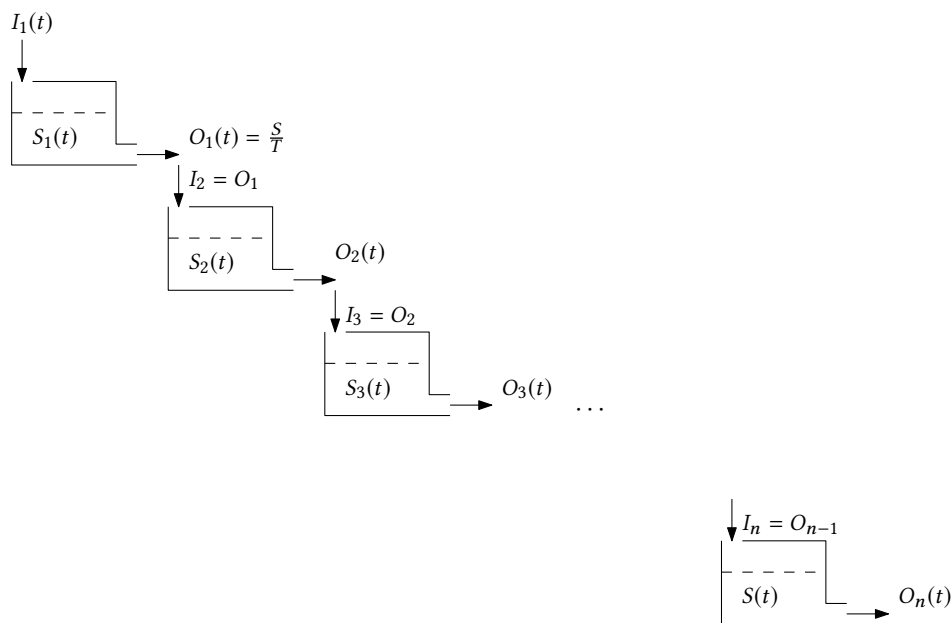 I₁(t)
S₁(t)
O₁(t) = S/T
I₂ = O₁
S₂(t)
O₂(t)
I₃ = O₂
S₃(t)
O₃(t)
...
Iₙ = Oₙ₋₁
S(t)
Oₙ(t)